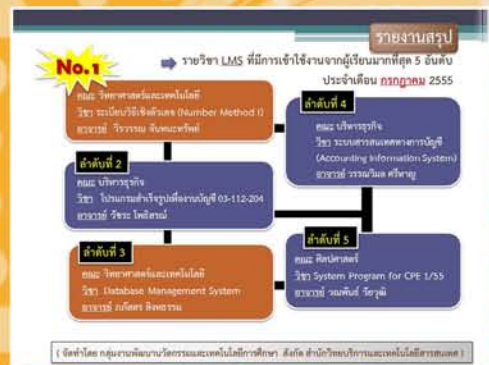 รายงานสรุป
รายวิชา LMS ที่มีการเข้าใช้งานจากผู้เรียนมากที่สุด 5 อันดับ
ประจำเดือน กรกฎาคม 2555
No.1
คณะ วิทยาศาสตร์และเทคโนโลยี
วิชา ระเบียบวิธีเชิงตัวเลข (Number Method I)
อาจารย์ วีรวรรณ จันทนะทรัพย์
ลำดับที่ 2
คณะ บริหารธุรกิจ
วิชา โปรแกรมสำเร็จรูปเพื่องานบัญชี 03-112-204
อาจารย์ วัชระ โพธิสรณ์
ลำดับที่ 3
คณะ วิทยาศาสตร์และเทคโนโลยี
วิชา Database Management System
อาจารย์ ภภัสสร สิงหธรรม
ลำดับที่ 4
คณะ บริหารธุรกิจ
วิชา ระบบสารสนเทศทางการบัญชี
(Accounting Information System)
อาจารย์ วรรณวิมล ศรีหาญ
ลำดับที่ 5
คณะ ศิลปศาสตร์
วิชา System Program for CPE 1/55
อาจารย์ วณพันธ์ วัยวุฒิ
( จัดทำโดย กลุ่มงานพัฒนานวัตกรรมและเทคโนโลยีการศึกษา สังกัด สำนักวิทยบริการและเทคโนโลยีสารสนเทศ )